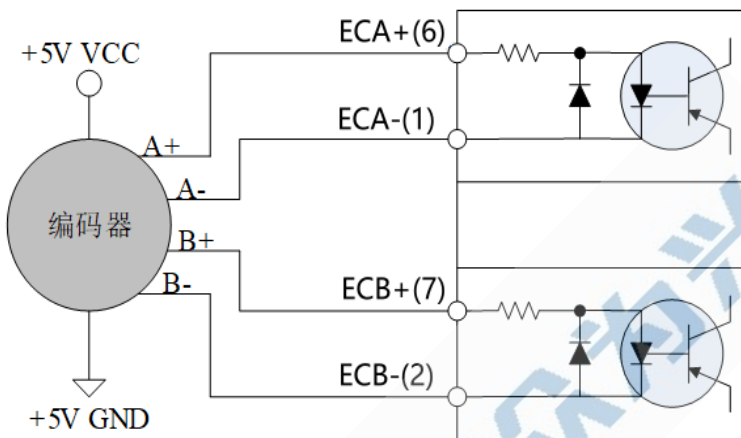 ECA+(6)
+5V VCC
ECA-(1)
A+
A-
编码器
B+
B-
ECB+(7)
ECB-(2)
+5V GND